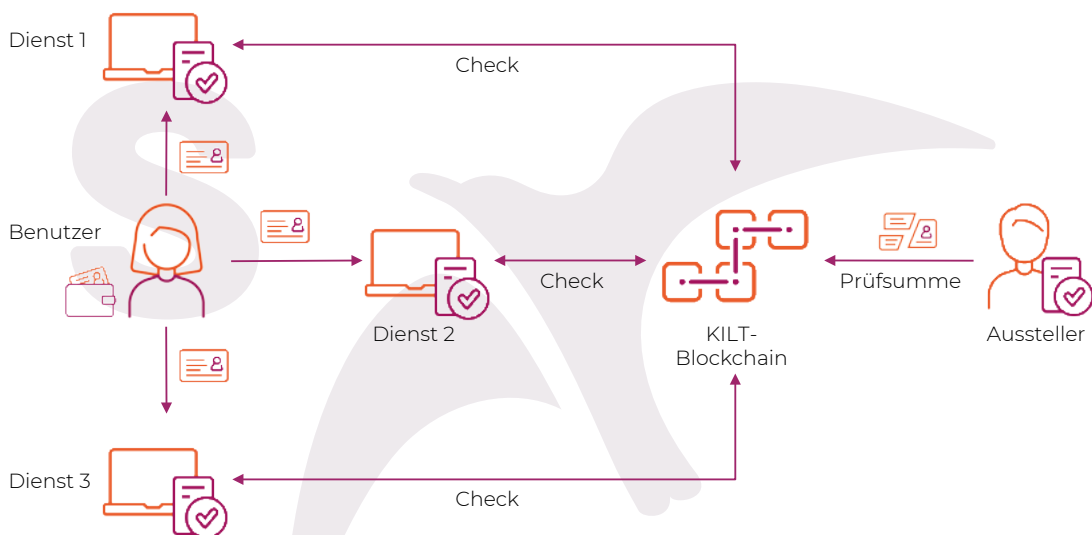 Dienst 1
Check
Benutzer
Check
Prüfsumme
Dienst 2
KILT-
Blockchain
Aussteller
Dienst 3
Check